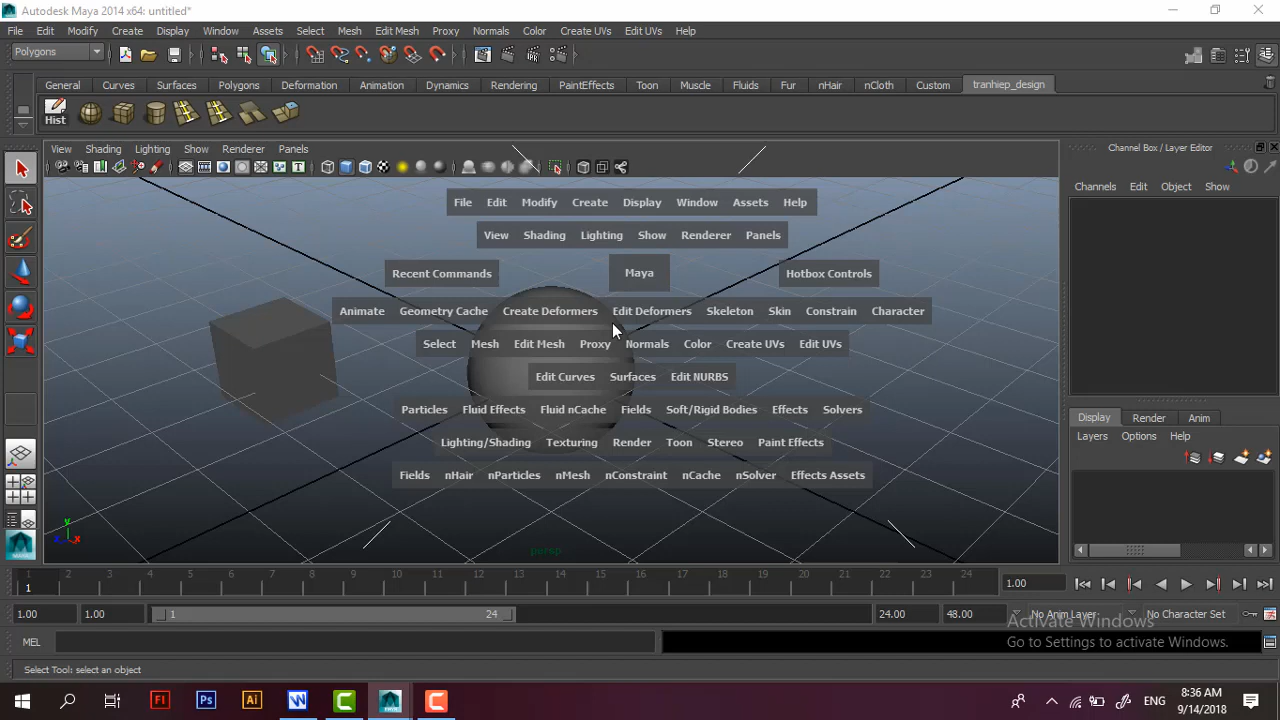 Autodesk Maya 2014 x64: untitled*
File Edit Modify Create Display Window Assets Select Mesh Edit Mesh Proxy Normals Color Create UVs Edit UVs Help
Polygons
General Curves Surfaces Polygons Deformation Animation Dynamics Rendering PaintEffects Toon Muscle Fluids Fur nHair nCloth Custom tranhiep_design
Hist
View Shading Lighting Show Renderer Panels
Channel Box / Layer Editor
Channels Edit Object Show
File Edit Modify Create Display Window Assets Help
View Shading Lighting Show Renderer Panels
Recent Commands Maya Hotbox Controls
Animate Geometry Cache Create Deformers Edit Deformers Skeleton Skin Constrain Character
Select Mesh Edit Mesh Proxy Normals Color Create UVs Edit UVs
Edit Curves Surfaces Edit NURBS
Particles Fluid Effects Fluid nCache Fields Soft/Rigid Bodies Effects Solvers
Lighting/Shading Texturing Render Toon Stereo Paint Effects
Fields nHair nParticles nMesh nConstraint nCache nSolver Effects Assets
Display Render Anim
Layers Options Help
y
x
persp
1 2 3 4 5 6 7 8 9 10 11 12 13 14 15 16 17 18 19 20 21 22 23 24
1 1.00
1.00 1.00 1 24 24.00 48.00 No Anim Layer No Character Set
Activate Windows
Go to Settings to activate Windows.
MEL
Select Tool: select an object
Fl Ps Ai W ENG
8:36 AM
9/14/2018